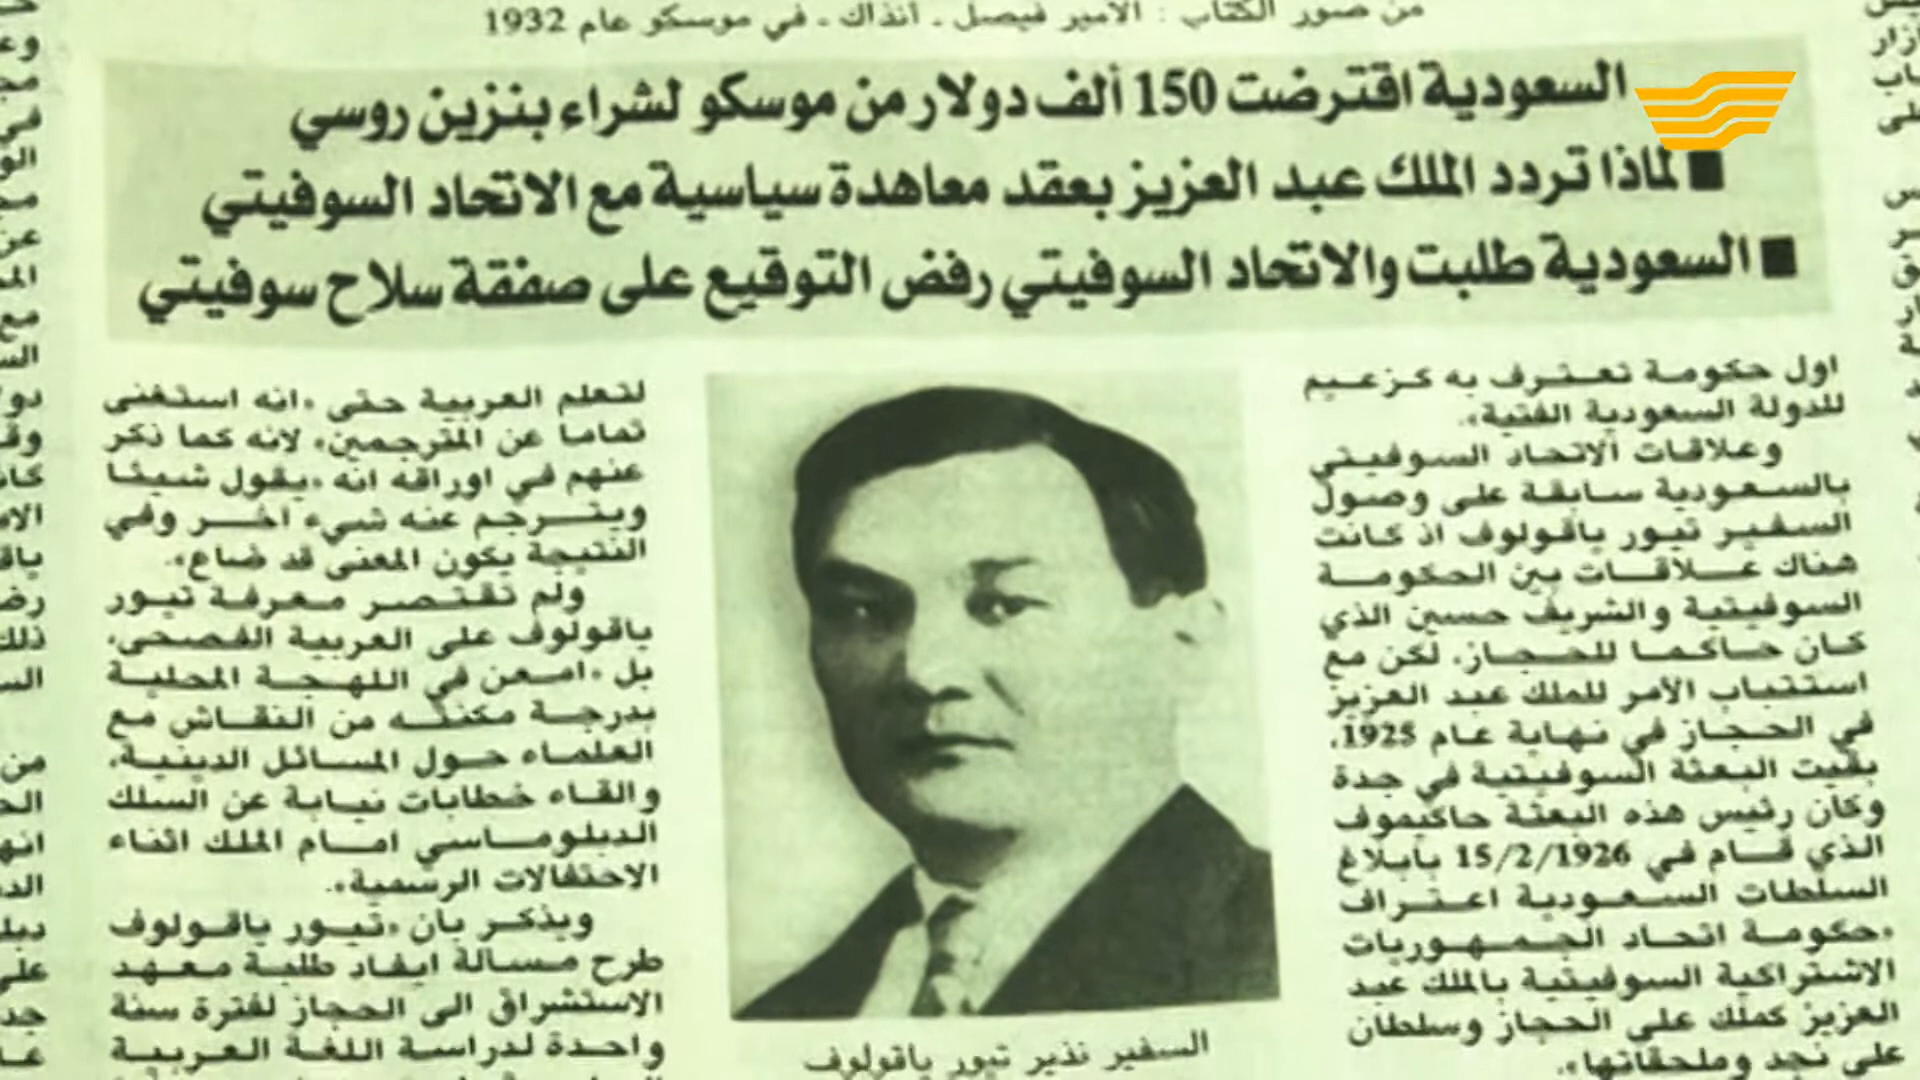 من صور الكتاب : الامير فيصل ـ انذاك ـ في موسكو عام 1932
السعودية اقترضت 150 ألف دولار من موسكو لشراء بنزين روسي
■ لماذا تردد الملك عبد العزيز بعقد معاهدة سياسية مع الاتحاد السوفيتي
■ السعودية طلبت والاتحاد السوفيتي رفض التوقيع على صفقة سلاح سوفيتي
اول حكومة تعترف به كزعيم
للدولة السعودية الفتية».
وعلاقات الاتحاد السوفيتي
بالسعودية سابقة على وصول
السفير تيور ياقولوف اذ كانت
هناك علاقات بين الحكومة
السوفيتية والشريف حسين الذي
كان حاكما للحجاز، لكن مع
استتباب الأمر للملك عبد العزيز
في الحجاز في نهاية عام 1925،
بقيت البعثة السوفيتية في جدة
وكان رئيس هذه البعثة حاكيموف
الذي قام في 15/2/1926 بابلاغ
السلطات السعودية اعتراف
«حكومة اتحاد الجمهوريات
الاشتراكية السوفيتية بالملك عبد
العزيز كملك على الحجاز وسلطان
على نجد وملحقاتها».
السفير نذير تيور ياقولوف
لتعلم العربية حتى «انه استغنى
تماما عن المترجمين» لانه كما ذكر
عنهم في اوراقه انه «يقول شيئا
ويترجم عنه شيء اخر وفي
النتيجة يكون المعنى قد ضاع».
ولم تقتصر معرفة تيور
ياقولوف على العربية الفصحى،
بل «امعن في اللهجة المحلية
بدرجة مكنته من النقاش مع
العلماء حول المسائل الدينية،
والقاء خطابات نيابة عن السلك
الدبلوماسي امام الملك اثناء
الاحتفالات الرسمية».
ويذكر بان «تيور ياقولوف
طرح مسالة ايفاد طلبة معهد
الاستشراق الى الحجاز لفترة سنة
واحدة لدراسة اللغة العربية